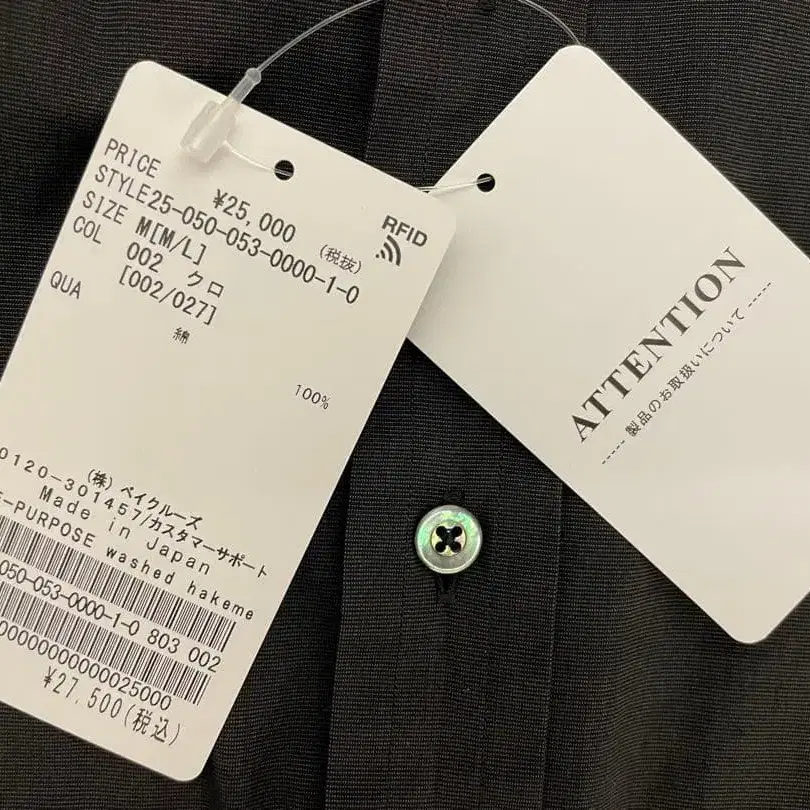 PRICE ¥25,000 (税抜)
STYLE25-050-053-0000-1-0
SIZE M[M/L]
COL 002 クロ
[002/027]
QUA
綿 100%
RFID
(株) ベイクルーズ
0120-301457/カスタマーサポート
Made in Japan
E-PURPOSE washed hakeme
050-053-0000-1-0 803 002
0000000000025000
¥27,500(税込)
ATTENTION
----- 製品のお取扱いについて -----